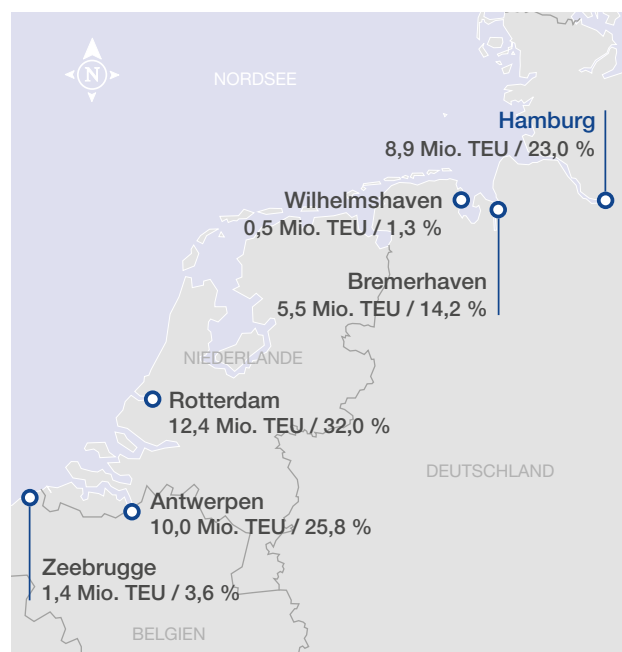 N
NORDSEE
Hamburg
8,9 Mio. TEU / 23,0 %
Wilhelmshaven
0,5 Mio. TEU / 1,3 %
Bremerhaven
5,5 Mio. TEU / 14,2 %
NIEDERLANDE
Rotterdam
12,4 Mio. TEU / 32,0 %
DEUTSCHLAND
Antwerpen
10,0 Mio. TEU / 25,8 %
Zeebrugge
1,4 Mio. TEU / 3,6 %
BELGIEN